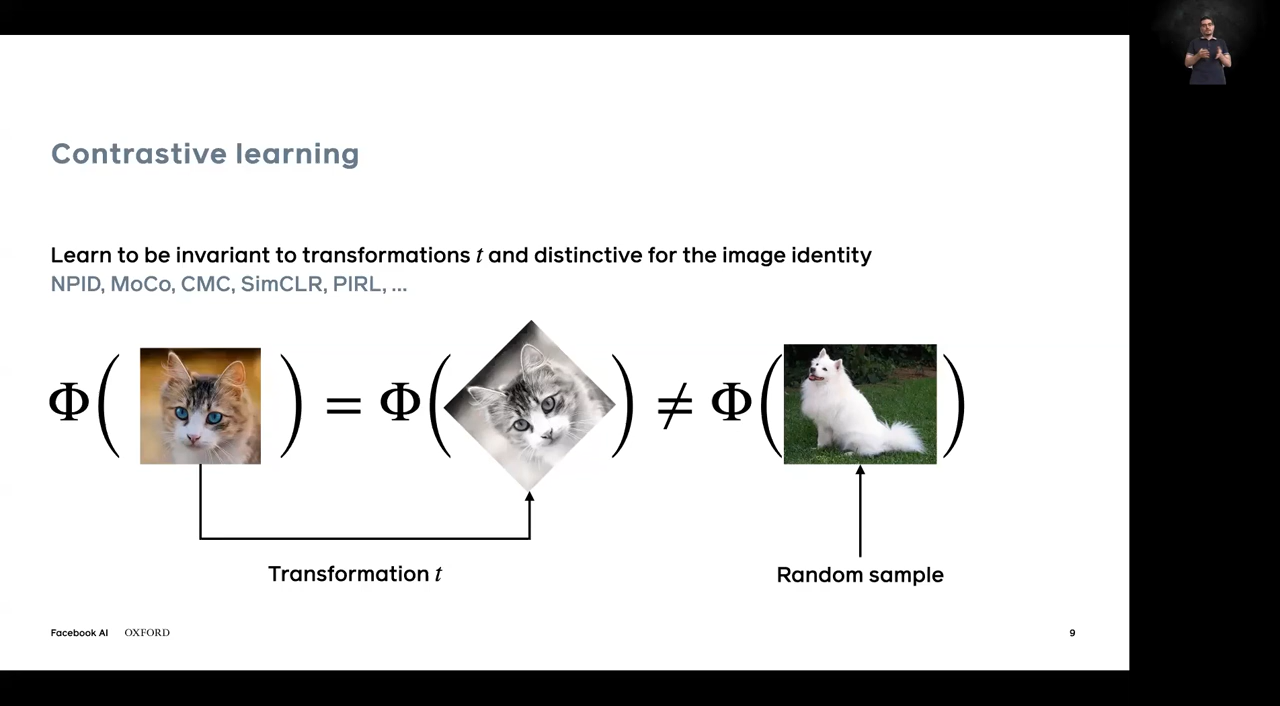 Contrastive learning
Learn to be invariant to transformations t and distinctive for the image identity
NPID, MoCo, CMC, SimCLR, PIRL, ...
Φ( ) = Φ( ) ≠ Φ( )
Transformation t
Random sample
Facebook AI OXFORD 9